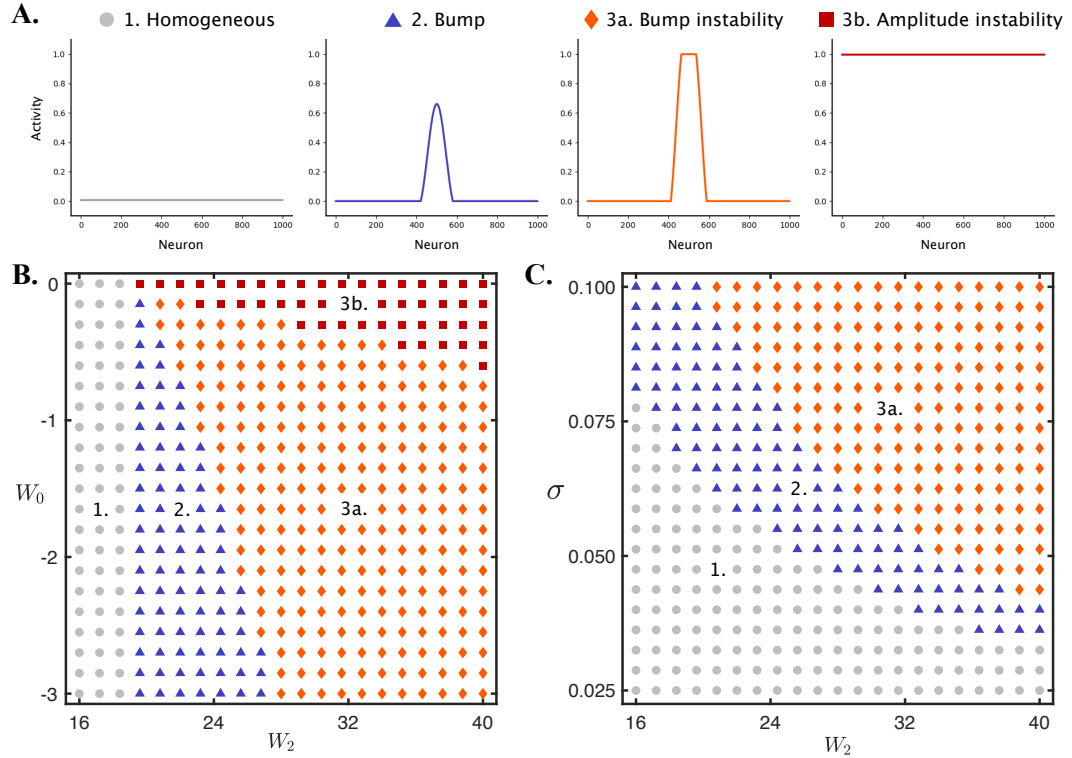 A.
1. Homogeneous
2. Bump
3a. Bump instability
3b. Amplitude instability
Activity
1.0
0.8
0.6
0.4
0.2
0.0
0 200 400 600 800 1000
Neuron
1.0
0.8
0.6
0.4
0.2
0.0
0 200 400 600 800 1000
Neuron
1.0
0.8
0.6
0.4
0.2
0.0
0 200 400 600 800 1000
Neuron
1.0
0.8
0.6
0.4
0.2
0.0
0 200 400 600 800 1000
Neuron
B.
W_0
0
-1
-2
-3
3b.
1.
2.
3a.
16 24 32 40
W_2
C.
σ
0.100
0.075
0.050
0.025
3a.
2.
1.
16 24 32 40
W_2